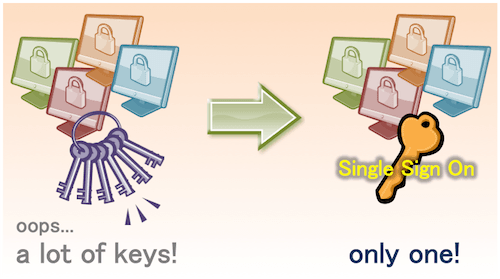 Single Sign On
oops...
a lot of keys!
only one!